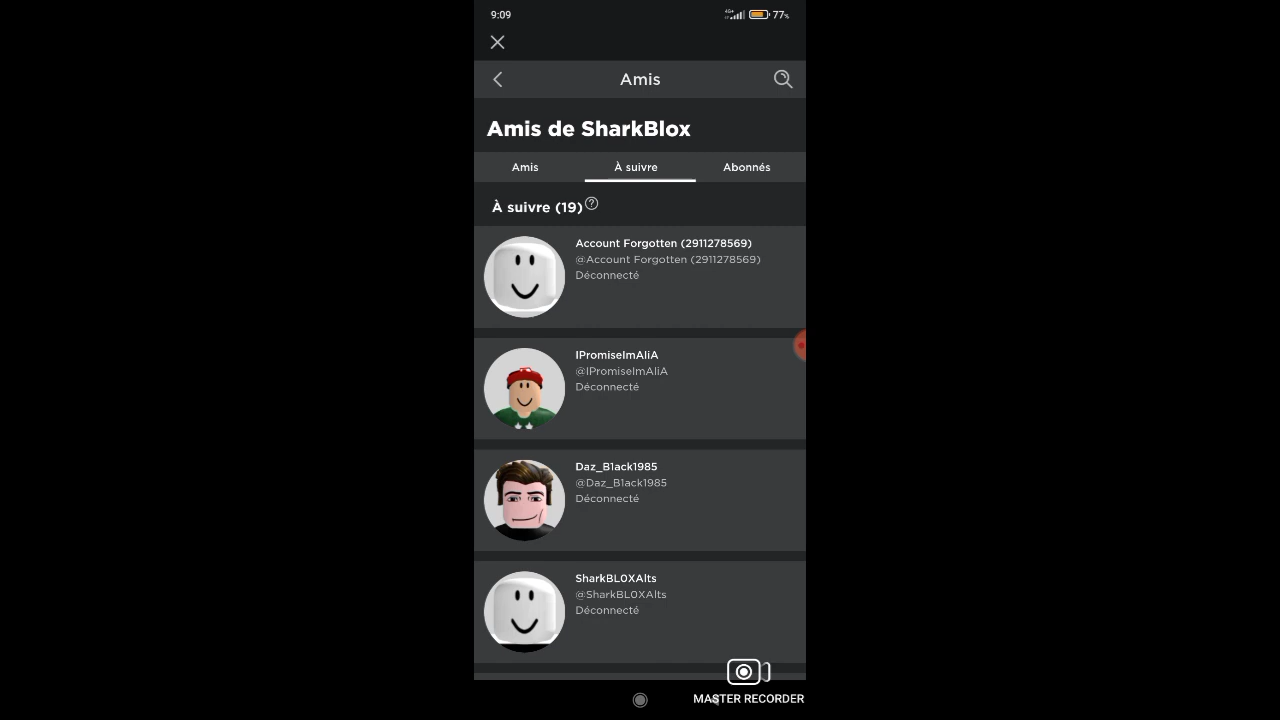 9:09
4G+ 77%
Amis
Amis de SharkBlox
Amis À suivre Abonnés
À suivre (19) ?
Account Forgotten (2911278569)
@Account Forgotten (2911278569)
Déconnecté
IPromiseImAliA
@IPromiseImAliA
Déconnecté
Daz_B1ack1985
@Daz_B1ack1985
Déconnecté
SharkBL0XAlts
@SharkBL0XAlts
Déconnecté
MASTER RECORDER